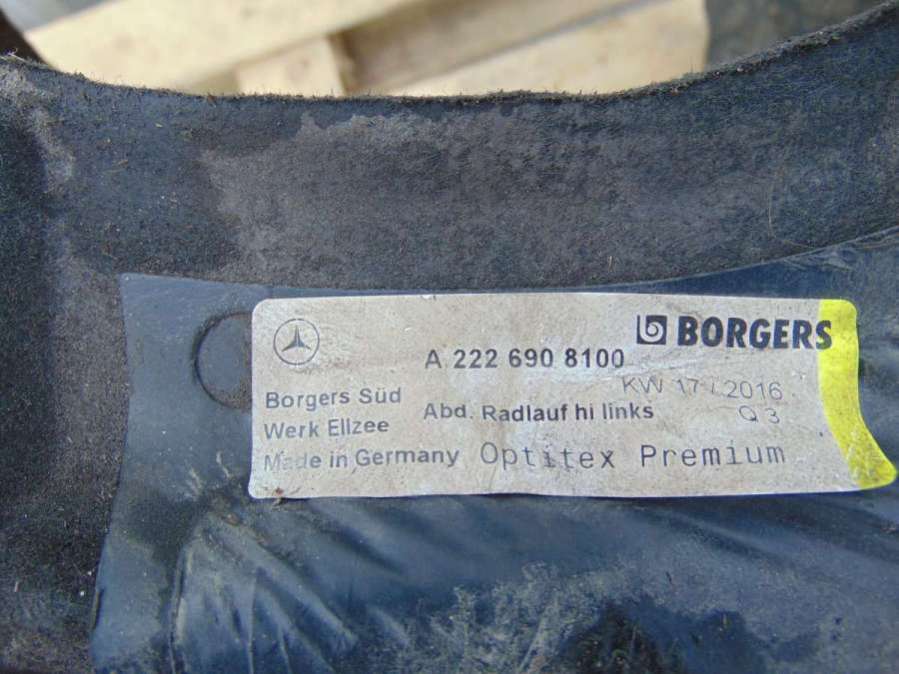 BORGERS
A 222 690 8100
KW 17 / 2016
Borgers Süd
Abd. Radlauf hi links
Q 3
Werk Ellzee
Made in Germany
Optitex Premium